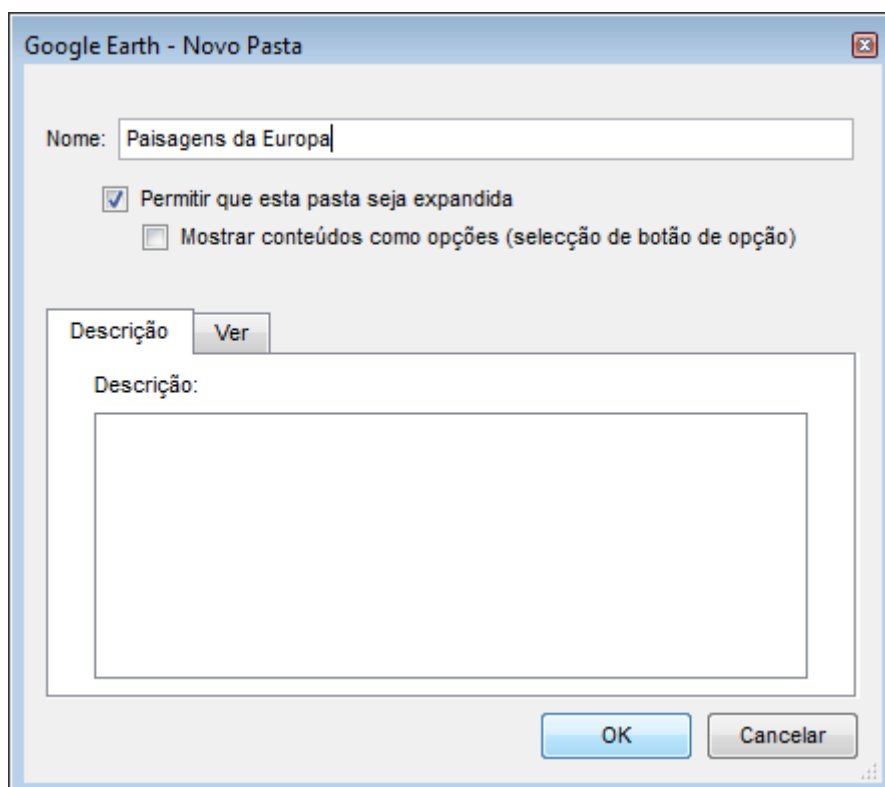 Google Earth - Novo Pasta
Nome: Paisagens da Europa
Permitir que esta pasta seja expandida
Mostrar conteúdos como opções (selecção de botão de opção)
Descrição Ver
Descrição:
OK Cancelar